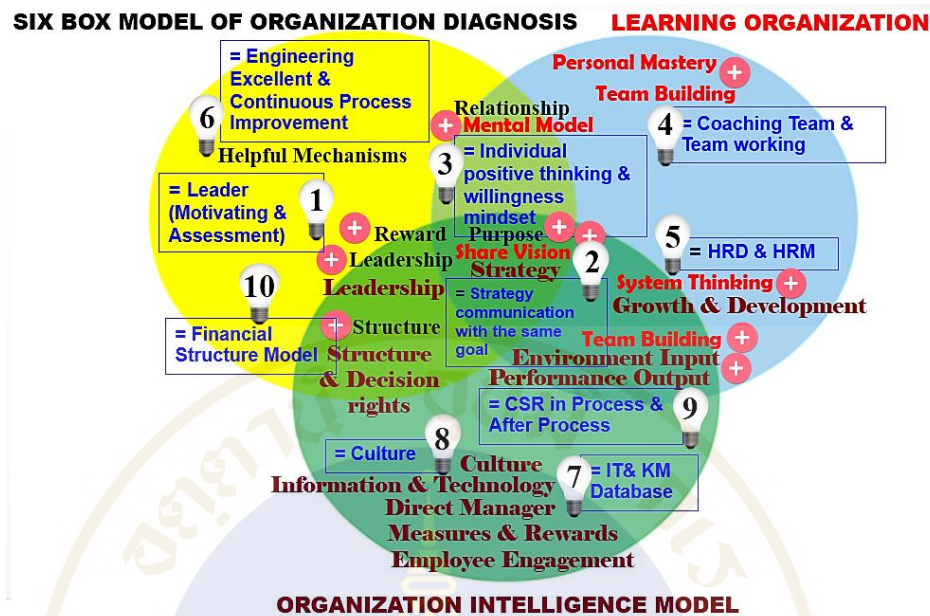 SIX BOX MODEL OF ORGANIZATION DIAGNOSIS
LEARNING ORGANIZATION
6
= Engineering
Excellent &
Continuous Process
Improvement
Helpful Mechanisms
Relationship
Mental Model
3
= Individual
positive thinking &
willingness
mindset
Personal Mastery
Team Building
4
= Coaching Team &
Team working
= Leader
(Motivating &
Assessment)
1
Reward
Purpose
Leadership
Share Vision
Leadership
Strategy
2
= Strategy
communication
with the same
goal
5
= HRD & HRM
System Thinking
Growth & Development
10
= Financial
Structure Model
Structure
Structure
& Decision
rights
Team Building
Environment Input
Performance Output
= CSR in Process &
After Process
9
= Culture
8
Culture
Information & Technology
7
= IT& KM
Database
Direct Manager
Measures & Rewards
Employee Engagement
ORGANIZATION INTELLIGENCE MODEL